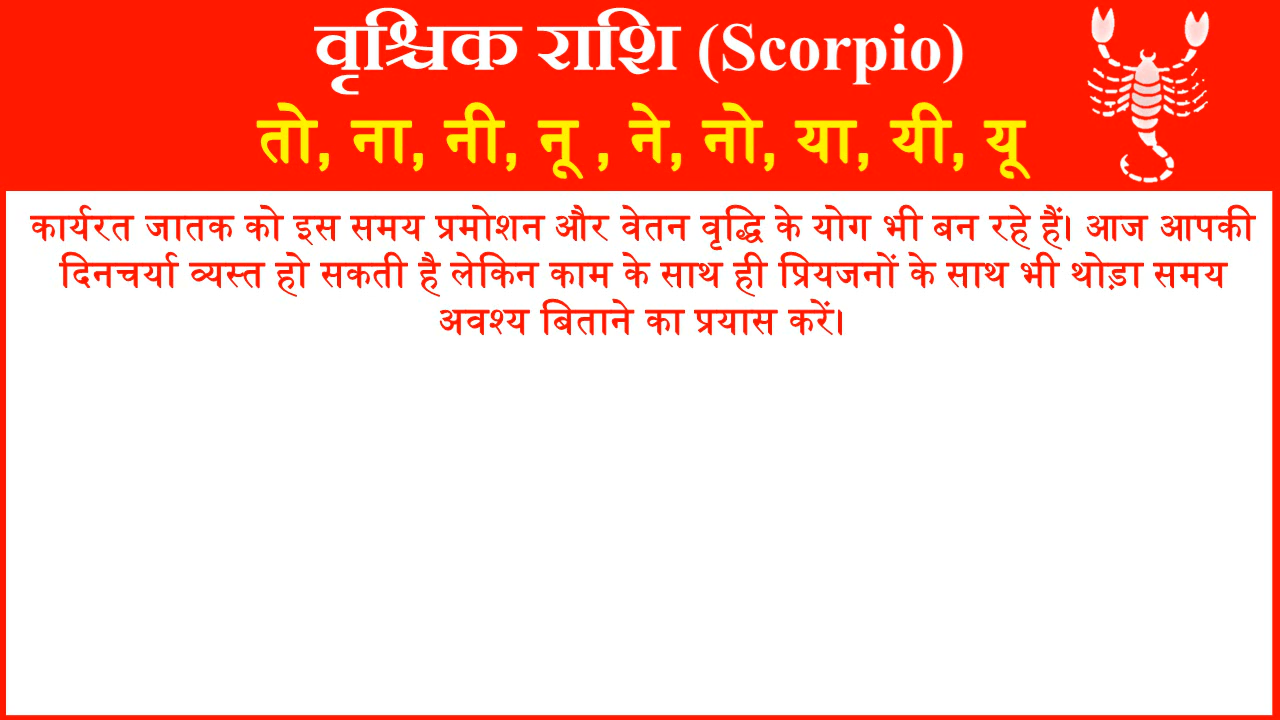 वृश्चिक राशि (Scorpio)
तो, ना, नी, नू , ने, नो, या, यी, यू
कार्यरत जातक को इस समय प्रमोशन और वेतन वृद्धि के योग भी बन रहे हैं। आज आपकी
दिनचर्या व्यस्त हो सकती है लेकिन काम के साथ ही प्रियजनों के साथ भी थोड़ा समय
अवश्य बिताने का प्रयास करें।